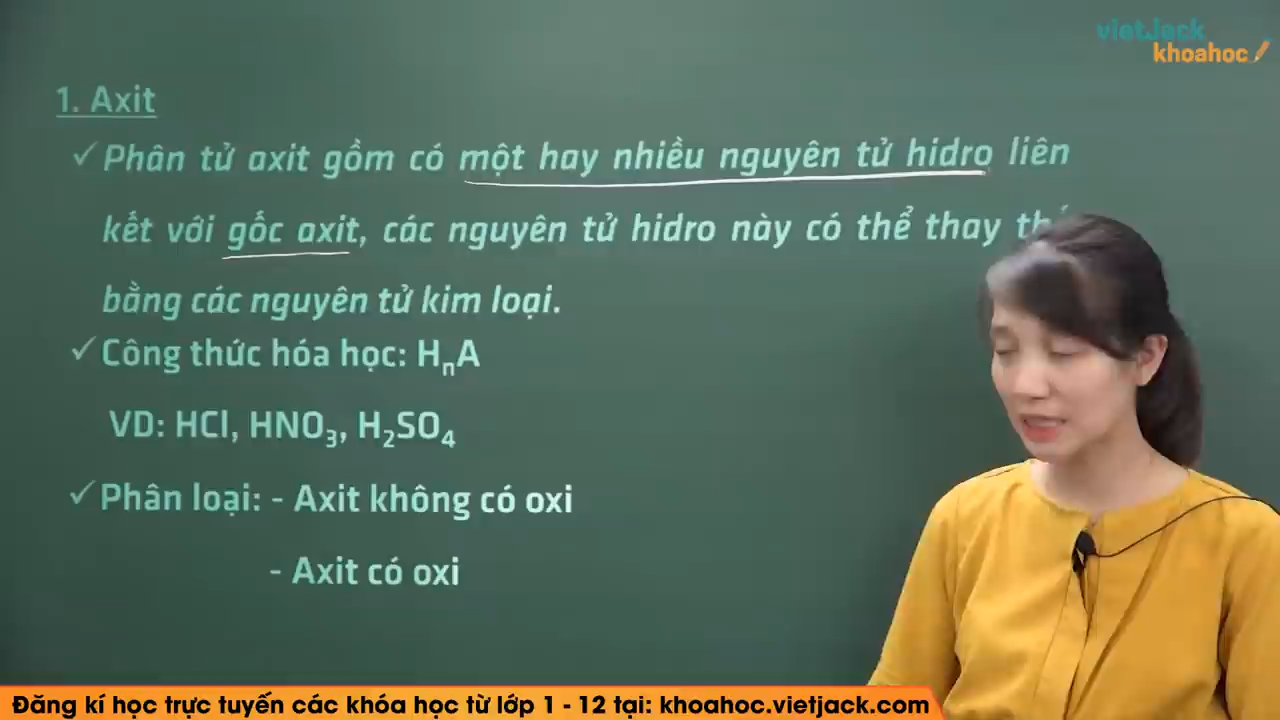 vietJack
khoahoc
1. Axit
✓ Phân tử axit gồm có một hay nhiều nguyên tử hidro liên
kết với gốc axit, các nguyên tử hidro này có thể thay
bằng các nguyên tử kim loại.
✓ Công thức hóa học: HₙA
VD: HCl, HNO₃, H₂SO₄
✓ Phân loại: - Axit không có oxi
- Axit có oxi
Đăng kí học trực tuyến các khóa học từ lớp 1 - 12 tại: khoahoc.vietjack.com